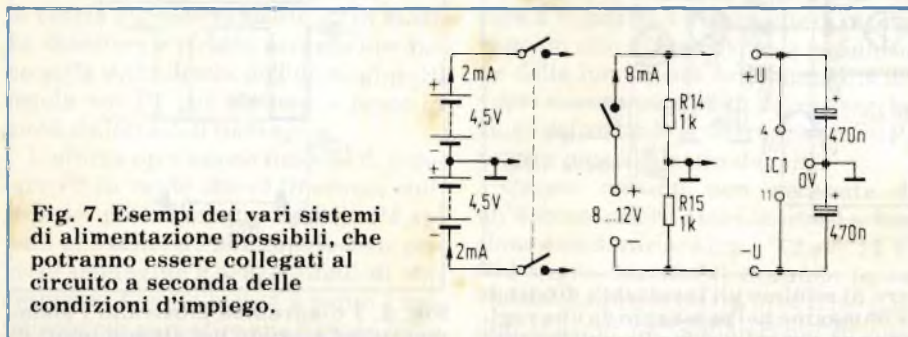 Fig. 7. Esempi dei vari sistemi
di alimentazione possibili, che
potranno essere collegati al
circuito a seconda delle
condizioni d'impiego.
+
2mA
4,5V
−
+
4,5V
2mA
8mA
+
8...12V
R14
1k
R15
1k
+U
4
IC1
11
−U
0V
+
470n
+
470n